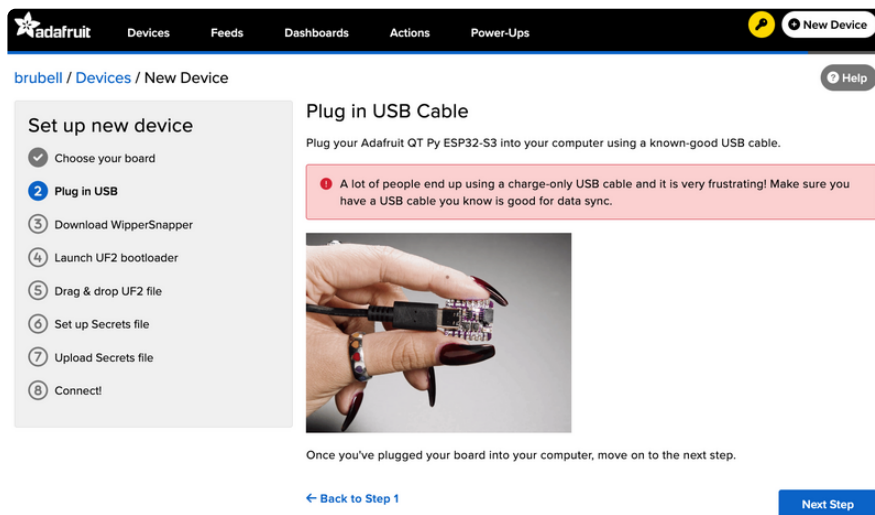 adafruit Devices Feeds Dashboards Actions Power-Ups New Device
brubell / Devices / New Device
? Help
Set up new device
Choose your board
2 Plug in USB
3 Download WipperSnapper
4 Launch UF2 bootloader
5 Drag & drop UF2 file
6 Set up Secrets file
7 Upload Secrets file
8 Connect!
Plug in USB Cable
Plug your Adafruit QT Py ESP32-S3 into your computer using a known-good USB cable.
A lot of people end up using a charge-only USB cable and it is very frustrating! Make sure you
have a USB cable you know is good for data sync.
Once you've plugged your board into your computer, move on to the next step.
← Back to Step 1
Next Step